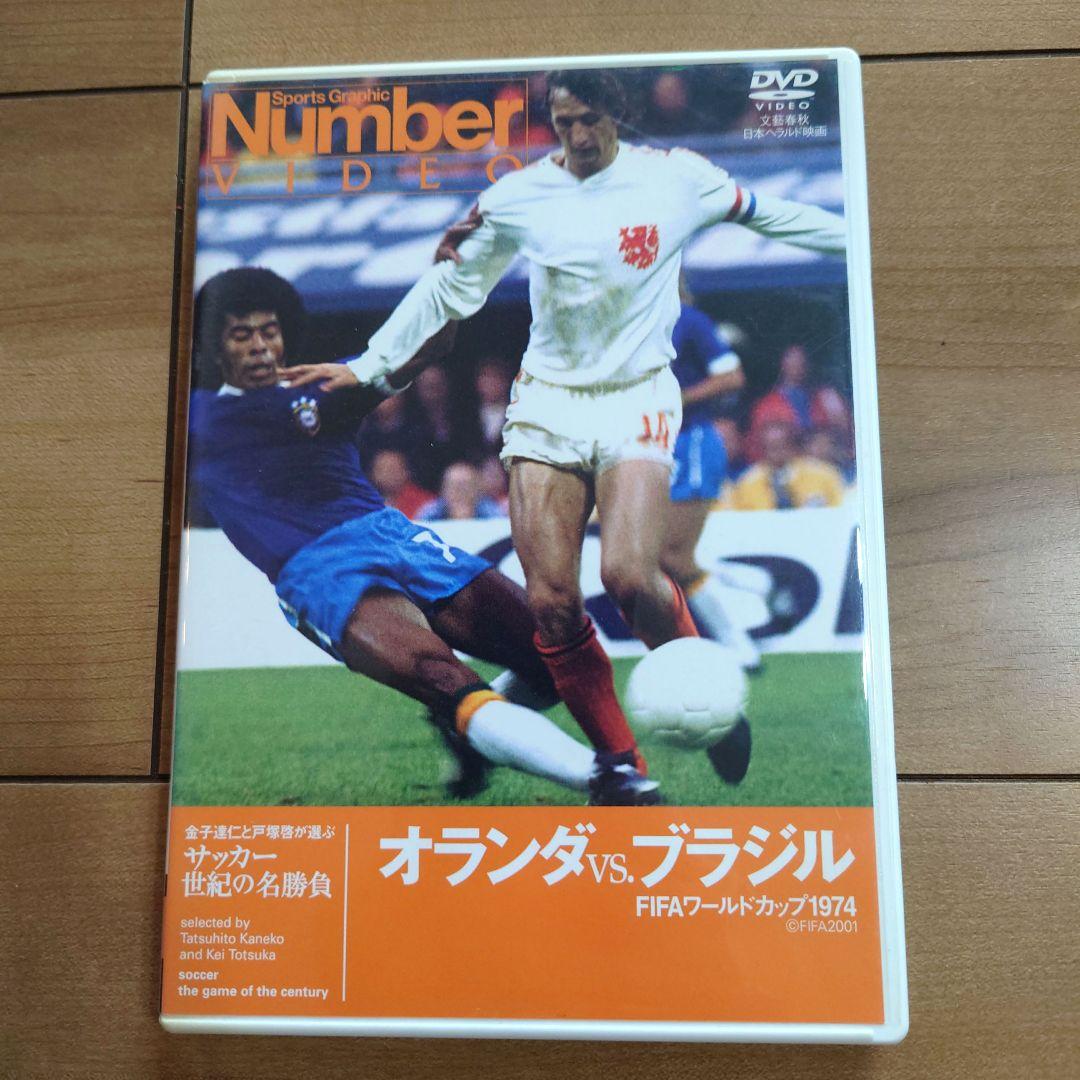 Sports Graphic
Number
VIDEO
DVD
VIDEO
文藝春秋
日本ヘラルド映画
14
7
金子達仁と戸塚啓が選ぶ
サッカー
世紀の名勝負
selected by
Tatsuhito Kaneko
and Kei Totsuka
soccer
the game of the century
オランダvs.ブラジル
FIFAワールドカップ1974
©FIFA2001